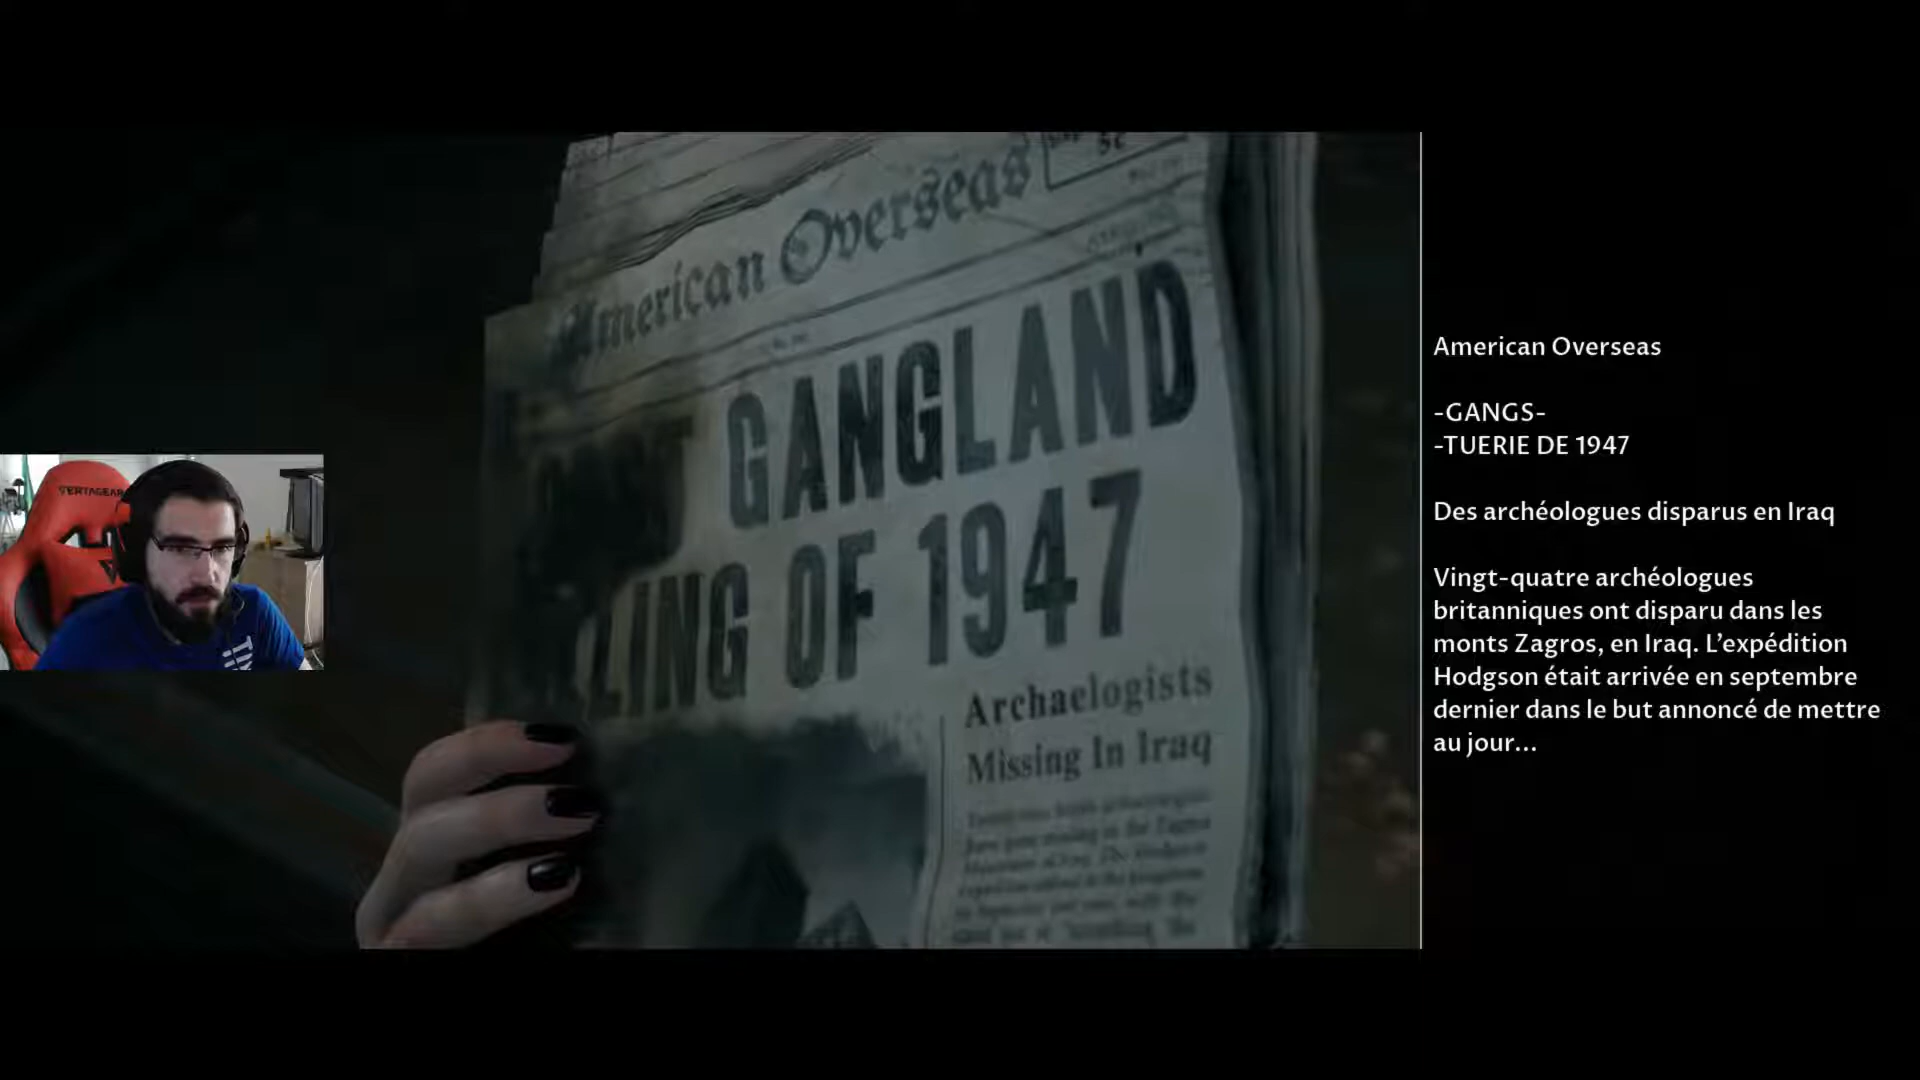 American Overseas
5¢
GANGLAND
LING OF 1947
Archaelogists
Missing In Iraq
VERTAGEAR
American Overseas
-GANGS-
-TUERIE DE 1947
Des archéologues disparus en Iraq
Vingt-quatre archéologues
britanniques ont disparu dans les
monts Zagros, en Iraq. L’expédition
Hodgson était arrivée en septembre
dernier dans le but annoncé de mettre
au jour...